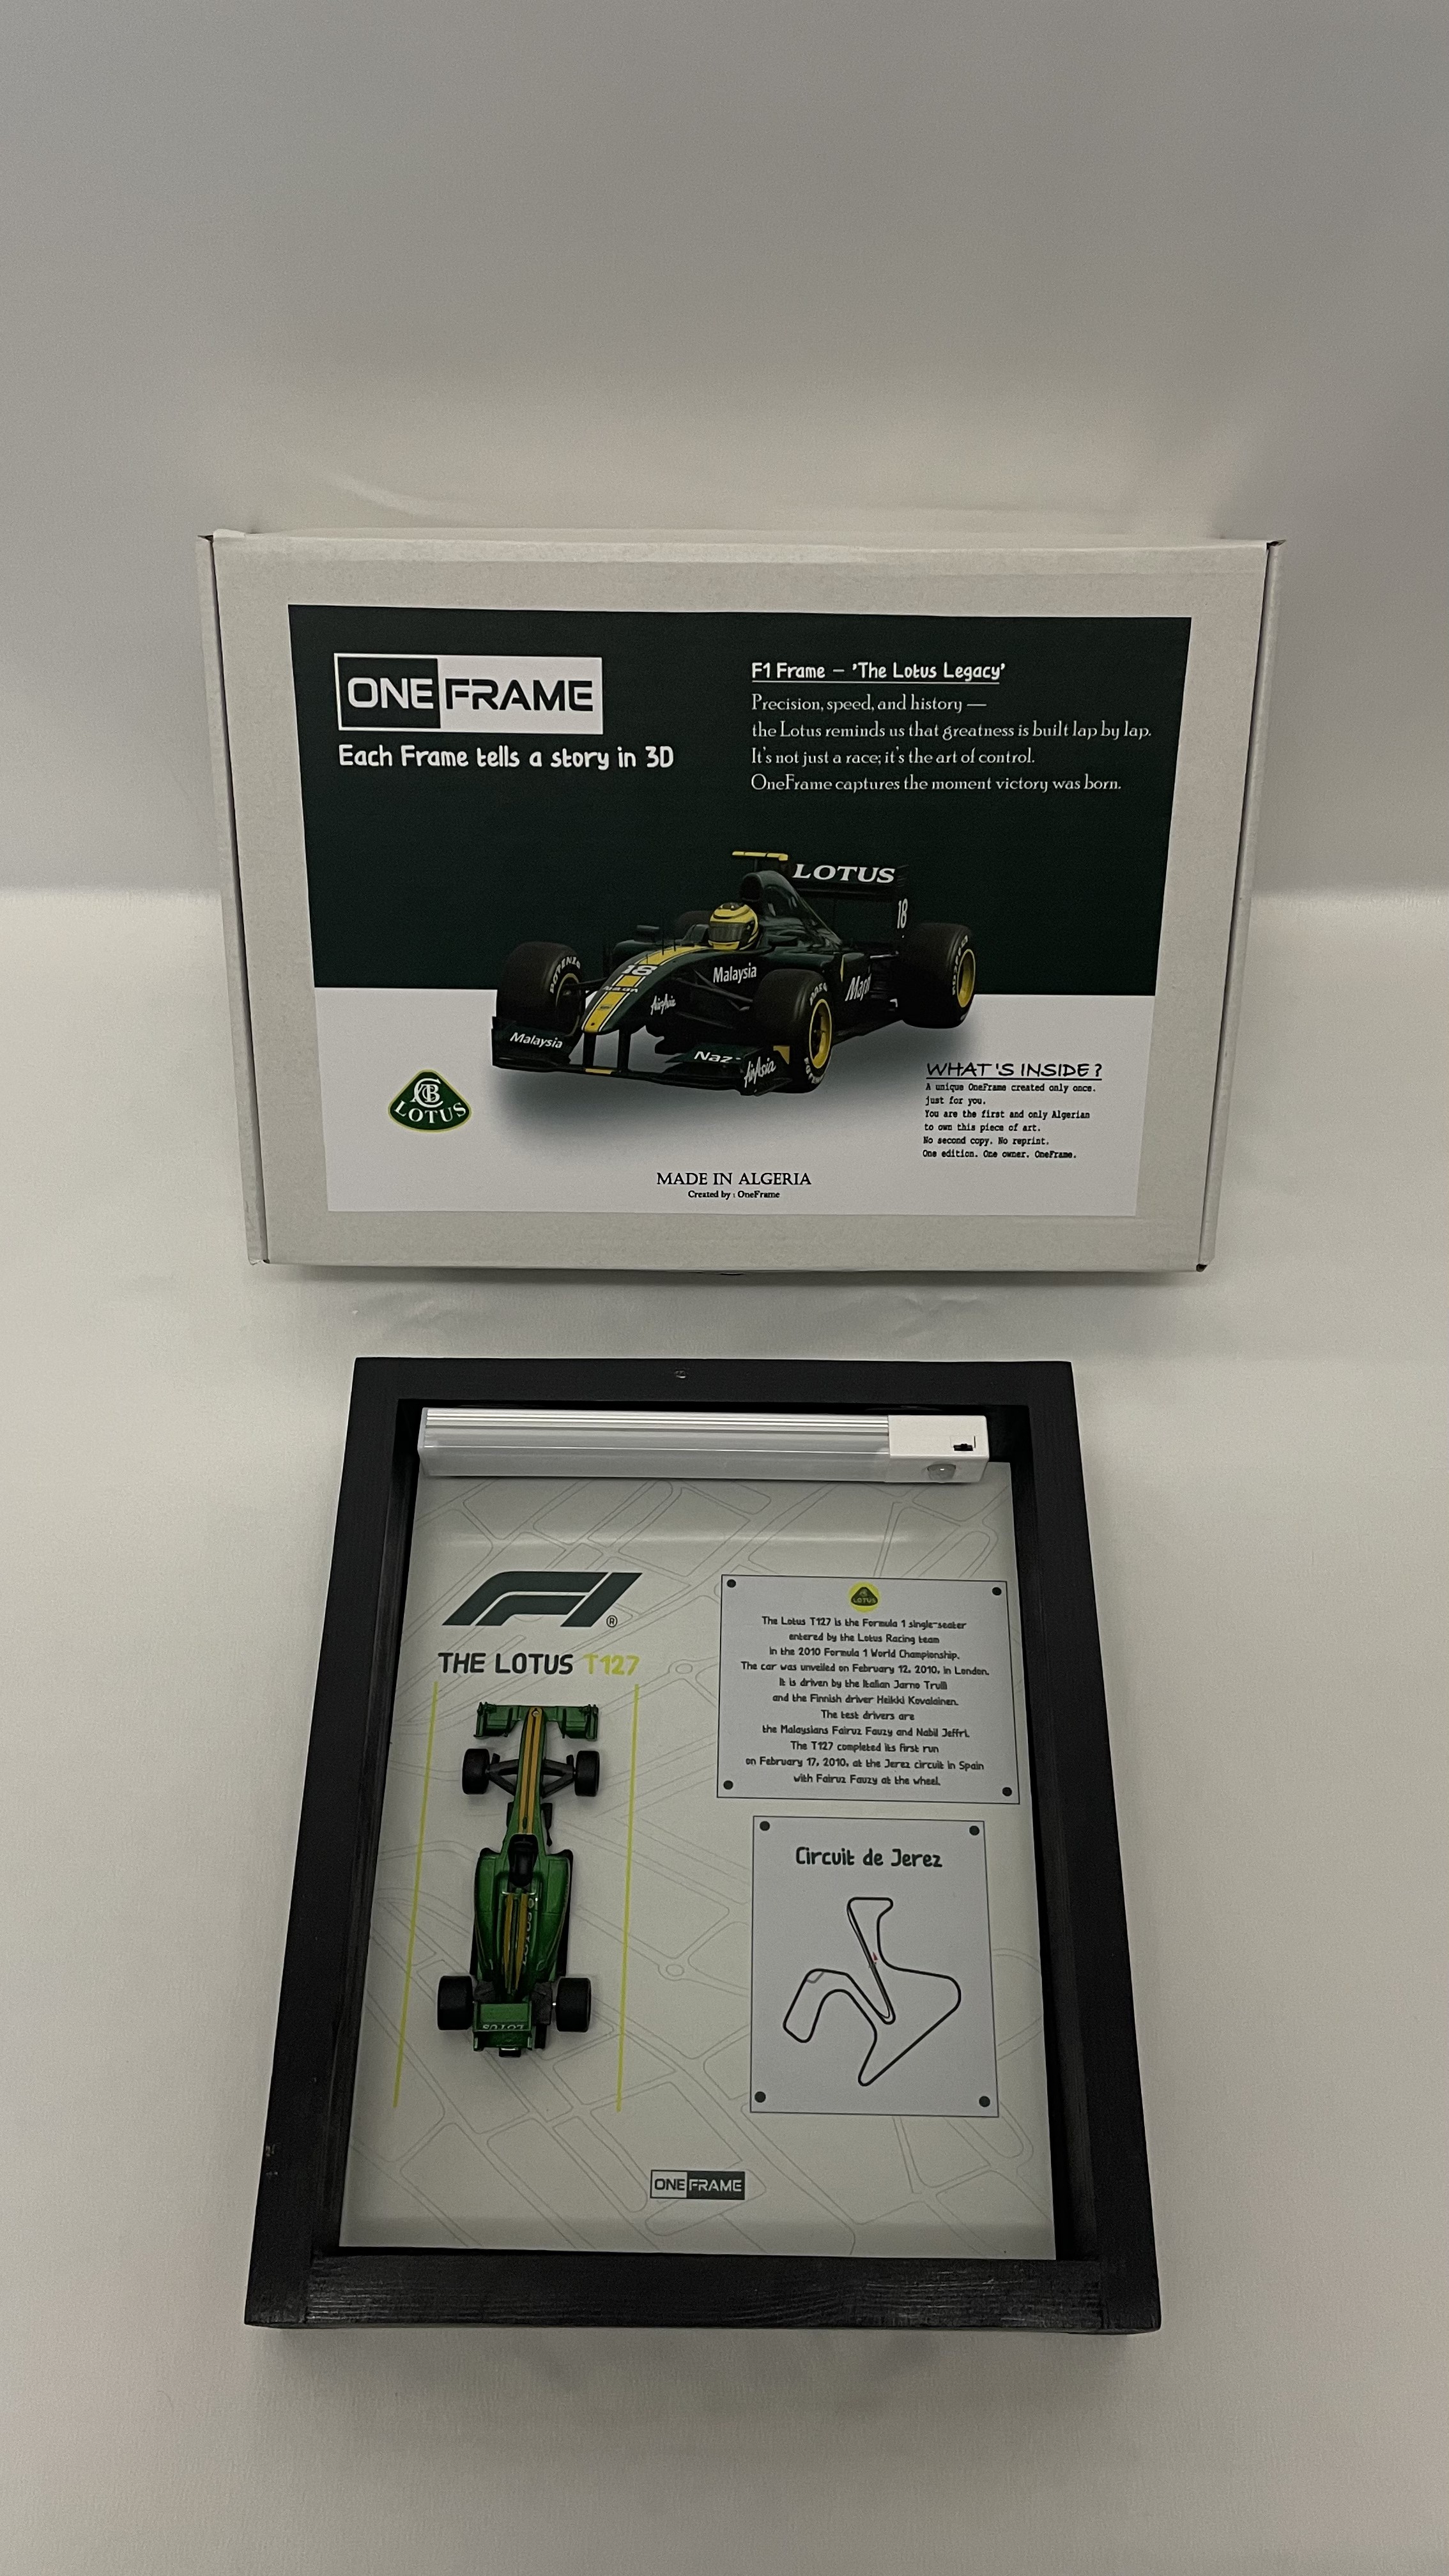 ONE FRAME
Each Frame tells a story in 3D
F1 Frame – 'The Lotus Legacy'
Precision, speed, and history —
the Lotus reminds us that greatness is built lap by lap.
It's not just a race; it's the art of control.
OneFrame captures the moment victory was born.
LOTUS
18
18
Malaysia
AirAsia
Malaysia
Naz
AirAsia
LOTUS
WHAT'S INSIDE ?
A unique OneFrame created only once.
just for you.
You are the first and only Algerian
to own this piece of art.
No second copy. No reprint.
One edition. One owner. OneFrame.
MADE IN ALGERIA
Created by : OneFrame
F1®
THE LOTUS T127
LOTUS
LOTUS
LOTUS
The Lotus T127 is the Formula 1 single-seater
entered by the Lotus Racing team
in the 2010 Formula 1 World Championship.
The car was unveiled on February 12, 2010, in London.
It is driven by the Italian Jarno Trulli
and the Finnish driver Heikki Kovalainen.
The test drivers are
the Malaysians Fairuz Fauzy and Nabil Jeffri.
The T127 completed its first run
on February 17, 2010, at the Jerez circuit in Spain
with Fairuz Fauzy at the wheel.
Circuit de Jerez
ONE FRAME